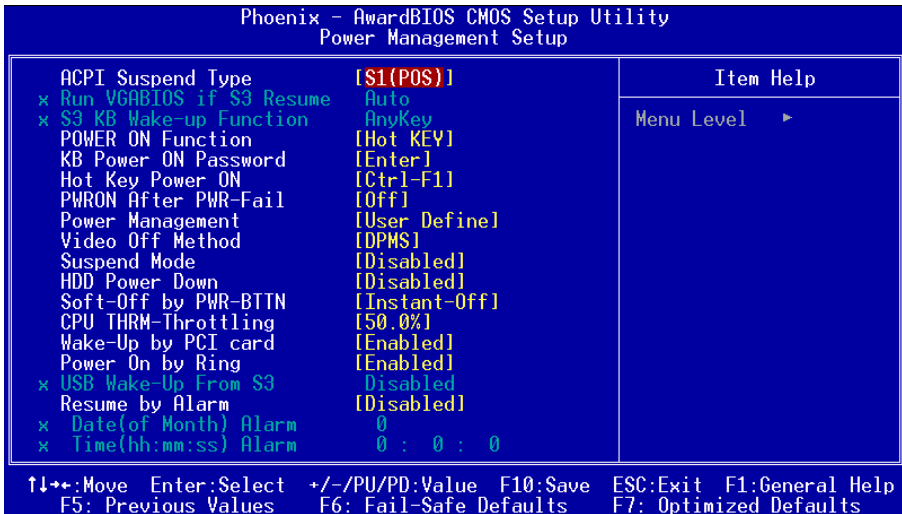 Phoenix - AwardBIOS CMOS Setup Utility
Power Management Setup
ACPI Suspend Type [S1(POS)]
x Run VGABIOS if S3 Resume Auto
x S3 KB Wake-up Function AnyKey
POWER ON Function [Hot KEY]
KB Power ON Password [Enter]
Hot Key Power ON [Ctrl-F1]
PWRON After PWR-Fail [Off]
Power Management [User Define]
Video Off Method [DPMS]
Suspend Mode [Disabled]
HDD Power Down [Disabled]
Soft-Off by PWR-BTTN [Instant-Off]
CPU THRM-Throttling [50.0%]
Wake-Up by PCI card [Enabled]
Power On by Ring [Enabled]
x USB Wake-Up From S3 Disabled
Resume by Alarm [Disabled]
x Date(of Month) Alarm 0
x Time(hh:mm:ss) Alarm 0 : 0 : 0
Item Help
Menu Level ►
↑↓→←:Move Enter:Select +/-/PU/PD:Value F10:Save ESC:Exit F1:General Help
F5: Previous Values F6: Fail-Safe Defaults F7: Optimized Defaults